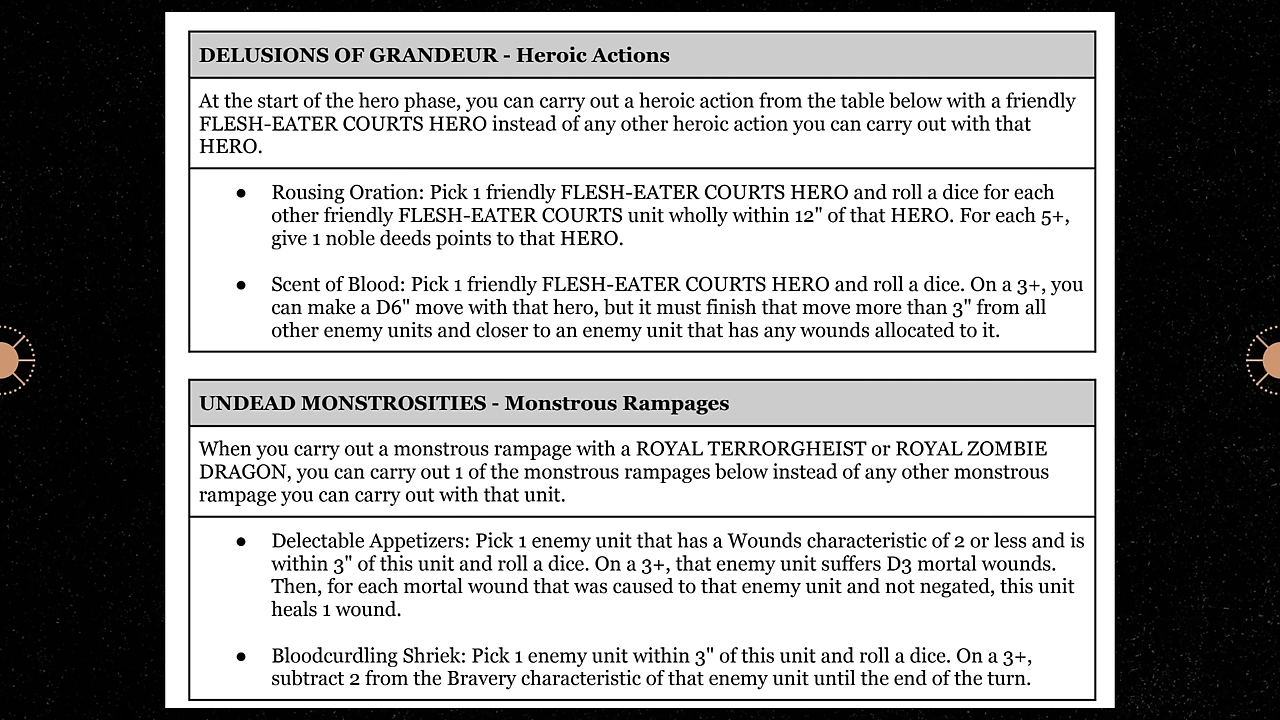 DELUSIONS OF GRANDEUR - Heroic Actions
At the start of the hero phase, you can carry out a heroic action from the table below with a friendly
FLESH-EATER COURTS HERO instead of any other heroic action you can carry out with that
HERO.
● Rousing Oration: Pick 1 friendly FLESH-EATER COURTS HERO and roll a dice for each
other friendly FLESH-EATER COURTS unit wholly within 12" of that HERO. For each 5+,
give 1 noble deeds points to that HERO.
● Scent of Blood: Pick 1 friendly FLESH-EATER COURTS HERO and roll a dice. On a 3+, you
can make a D6" move with that hero, but it must finish that move more than 3" from all
other enemy units and closer to an enemy unit that has any wounds allocated to it.
UNDEAD MONSTROSITIES - Monstrous Rampages
When you carry out a monstrous rampage with a ROYAL TERRORGHEIST or ROYAL ZOMBIE
DRAGON, you can carry out 1 of the monstrous rampages below instead of any other monstrous
rampage you can carry out with that unit.
● Delectable Appetizers: Pick 1 enemy unit that has a Wounds characteristic of 2 or less and is
within 3" of this unit and roll a dice. On a 3+, that enemy unit suffers D3 mortal wounds.
Then, for each mortal wound that was caused to that enemy unit and not negated, this unit
heals 1 wound.
● Bloodcurdling Shriek: Pick 1 enemy unit within 3" of this unit and roll a dice. On a 3+,
subtract 2 from the Bravery characteristic of that enemy unit until the end of the turn.